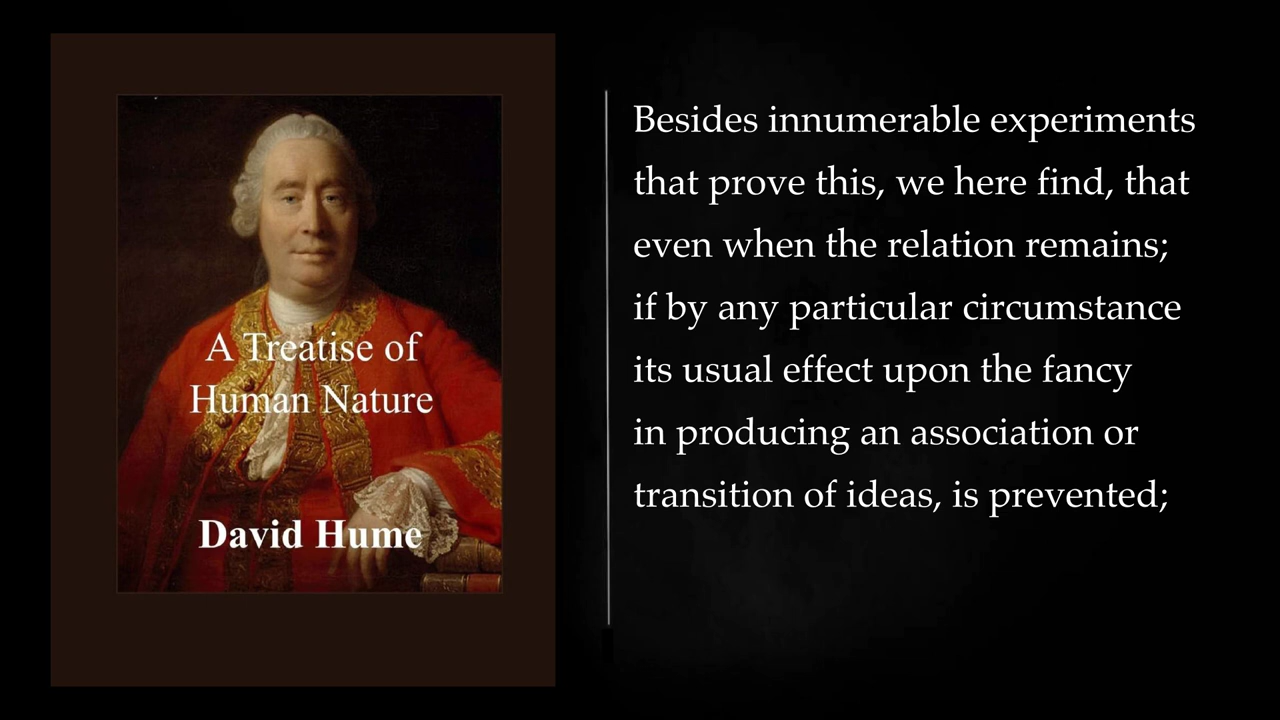 A Treatise of
Human Nature
David Hume
Besides innumerable experiments
that prove this, we here find, that
even when the relation remains;
if by any particular circumstance
its usual effect upon the fancy
in producing an association or
transition of ideas, is prevented;